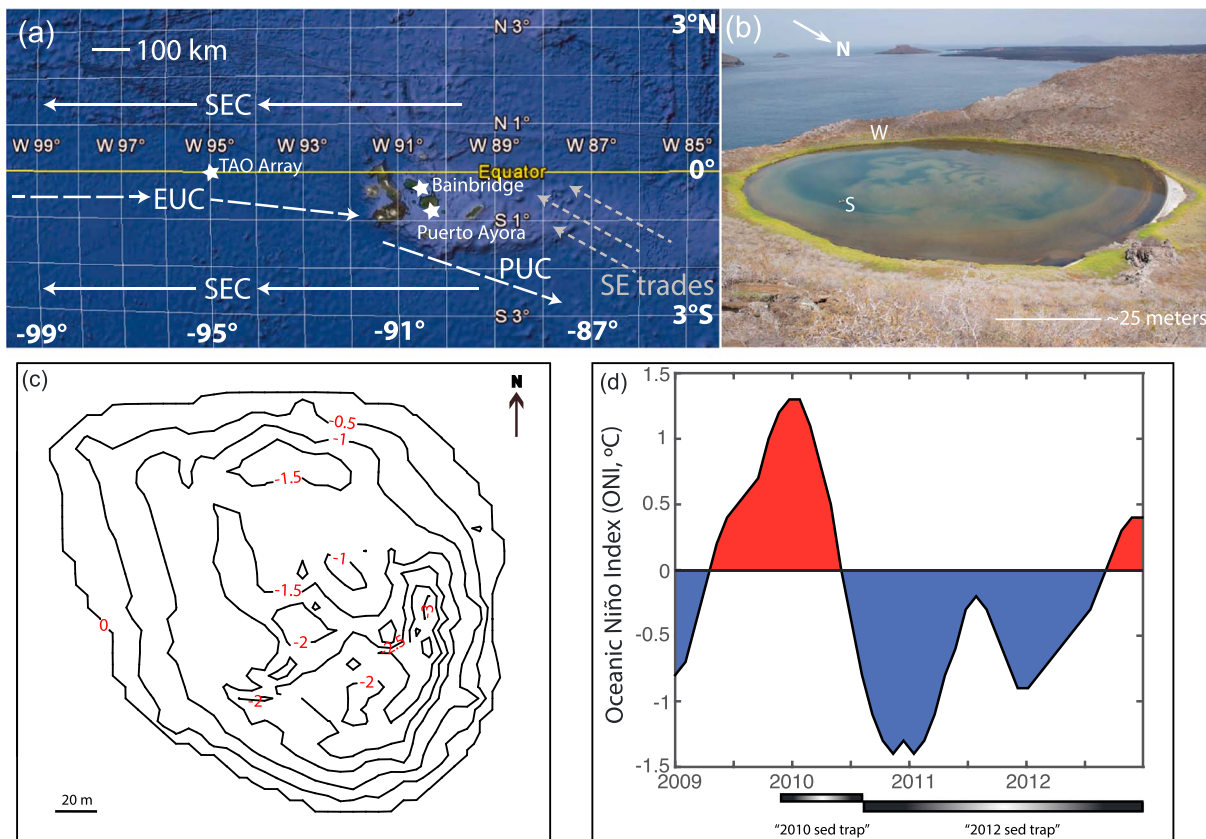 (a)
100 km
N 3°
3°N
SEC
N 1°
W 99°
W 97°
W 95°
W 93°
W 91°
W 89°
W 87°
W 85°
TAO Array
Equator
0°
Bainbridge
EUC
S 1°
Puerto Ayora
PUC
SEC
SE trades
S 3°
3°S
-99°
-95°
-91°
-87°
(b)
N
W
S
~25 meters
(c)
N
-0.5
-1
-1.5
-1
-1.5
-3
0
-2
-2.5
-2
-2
20 m
(d)
Oceanic Niño Index (ONI, ºC)
1.5
1
0.5
0
-0.5
-1
-1.5
2009
2010
2011
2012
“2010 sed trap”
“2012 sed trap”